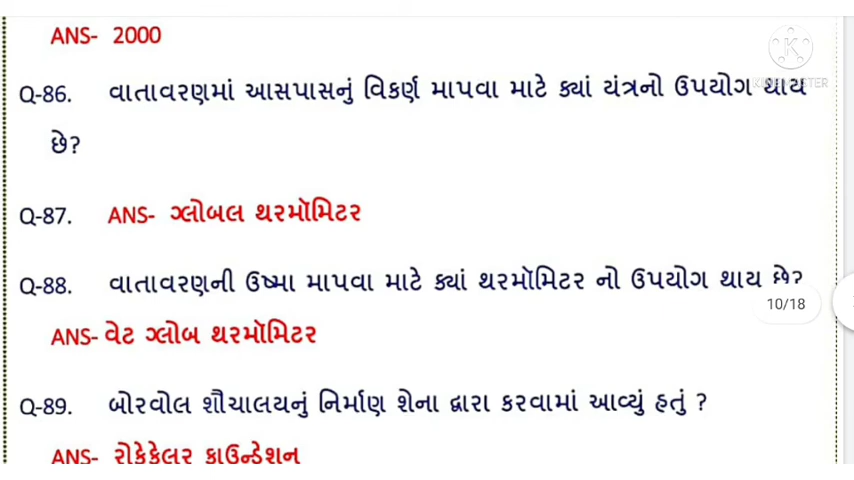 ANS- 2000
Q-86. વાતાવરણમાં આસપાસનું વિકર્ણ માપવા માટે ક્યાં યંત્રનો ઉપયોગ થાય
છે?
Q-87. ANS- ગ્લોબલ થરમૉમિટર
Q-88. વાતાવરણની ઉષ્મા માપવા માટે ક્યાં થરમૉમિટર નો ઉપયોગ થાય છે?
10/18
ANS- વેટ ગ્લોબ થરમૉમિટર
Q-89. બોરવોલ શૌચાલયનું નિર્માણ શેના દ્વારા કરવામાં આવ્યું હતું ?
ANS- રોકેકેલર ફાઉન્ડેશન
KINEMASTER